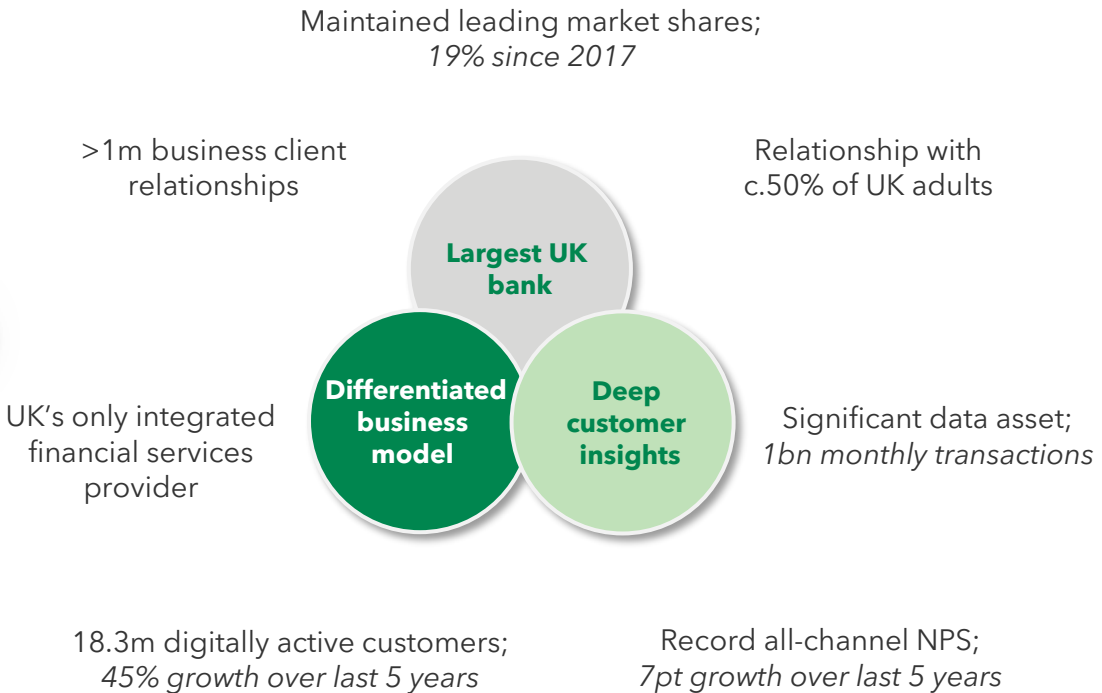 Maintained leading market shares;
19% since 2017
>1m business client
relationships
Relationship with
c.50% of UK adults
Largest UK
bank
Differentiated
business
model
Deep
customer
insights
UK’s only integrated
financial services
provider
Significant data asset;
1bn monthly transactions
18.3m digitally active customers;
45% growth over last 5 years
Record all-channel NPS;
7pt growth over last 5 years